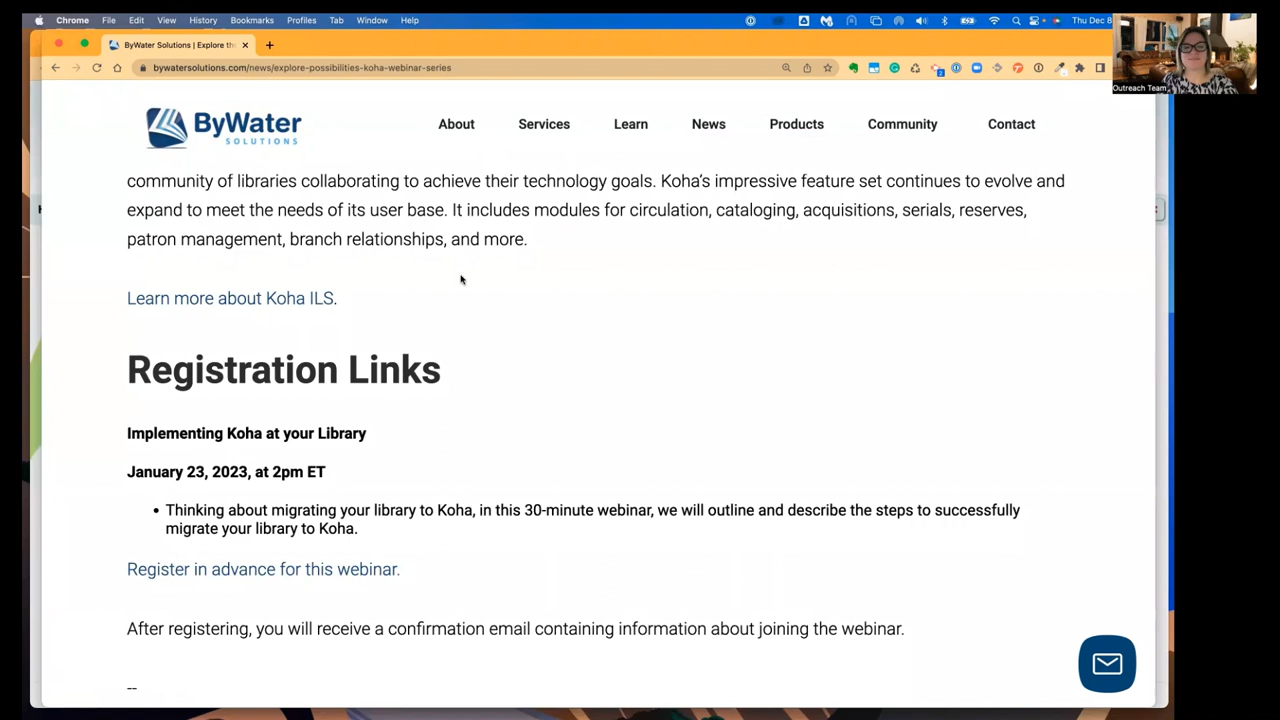 Chrome File Edit View History Bookmarks Profiles Tab Window Help Thu Dec 8
ByWater Solutions | Explore th
bywatersolutions.com/news/explore-possibilities-koha-webinar-series
Outreach Team
ByWater
SOLUTIONS
About Services Learn News Products Community Contact
community of libraries collaborating to achieve their technology goals. Koha's impressive feature set continues to evolve and
expand to meet the needs of its user base. It includes modules for circulation, cataloging, acquisitions, serials, reserves,
patron management, branch relationships, and more.
Learn more about Koha ILS.
Registration Links
Implementing Koha at your Library
January 23, 2023, at 2pm ET
• Thinking about migrating your library to Koha, in this 30-minute webinar, we will outline and describe the steps to successfully
migrate your library to Koha.
Register in advance for this webinar.
After registering, you will receive a confirmation email containing information about joining the webinar.
--